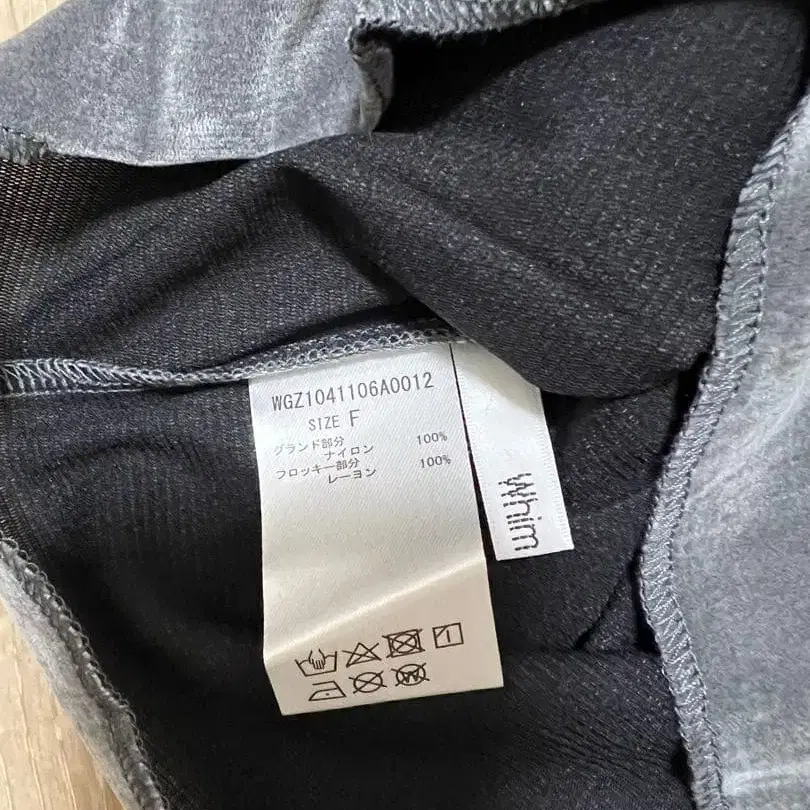 WGZ1041106A0012
SIZE F
グランド部分
ナイロン 100%
フロッキー部分
レーヨン 100%
Whim